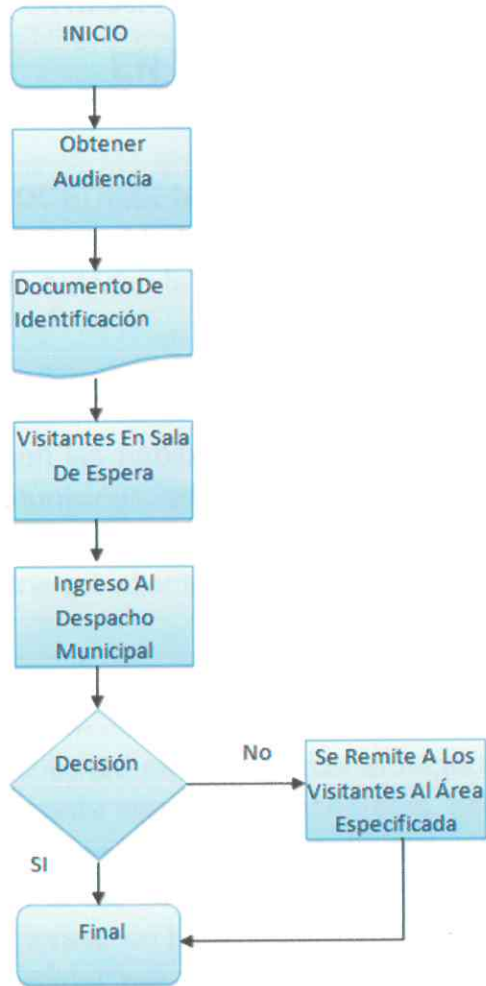 INICIO
Obtener
Audiencia
Documento De
Identificación
Visitantes En Sala
De Espera
Ingreso Al
Despacho
Municipal
Decisión
No
Se Remite A Los
Visitantes Al Área
Especificada
SI
Final